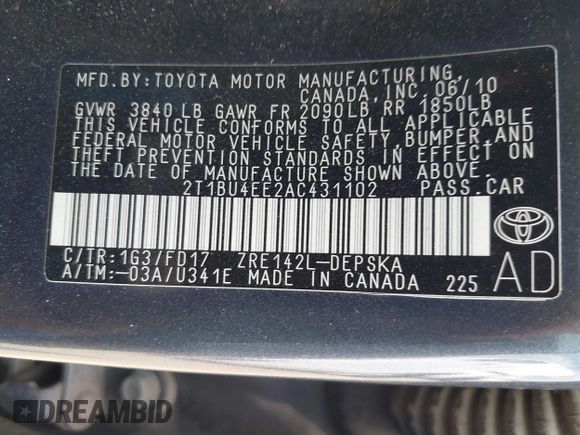 MFD. BY: TOYOTA MOTOR MANUFACTURING,
CANADA, INC. 06/10
GVWR 3840 LB GAWR FR 2090LB, RR 1850LB
THIS VEHICLE CONFORMS TO ALL APPLICABLE
FEDERAL MOTOR VEHICLE SAFETY, BUMPER, AND
THEFT PREVENTION STANDARDS IN EFFECT ON
THE DATE OF MANUFACTURE SHOWN ABOVE.
2T1BU4EE2AC431102 PASS. CAR
C/TR: 1G3/FD17 ZRE142L-DEPSKA
A/TM: -03A/U341E MADE IN CANADA 225
AD
DREAMBID